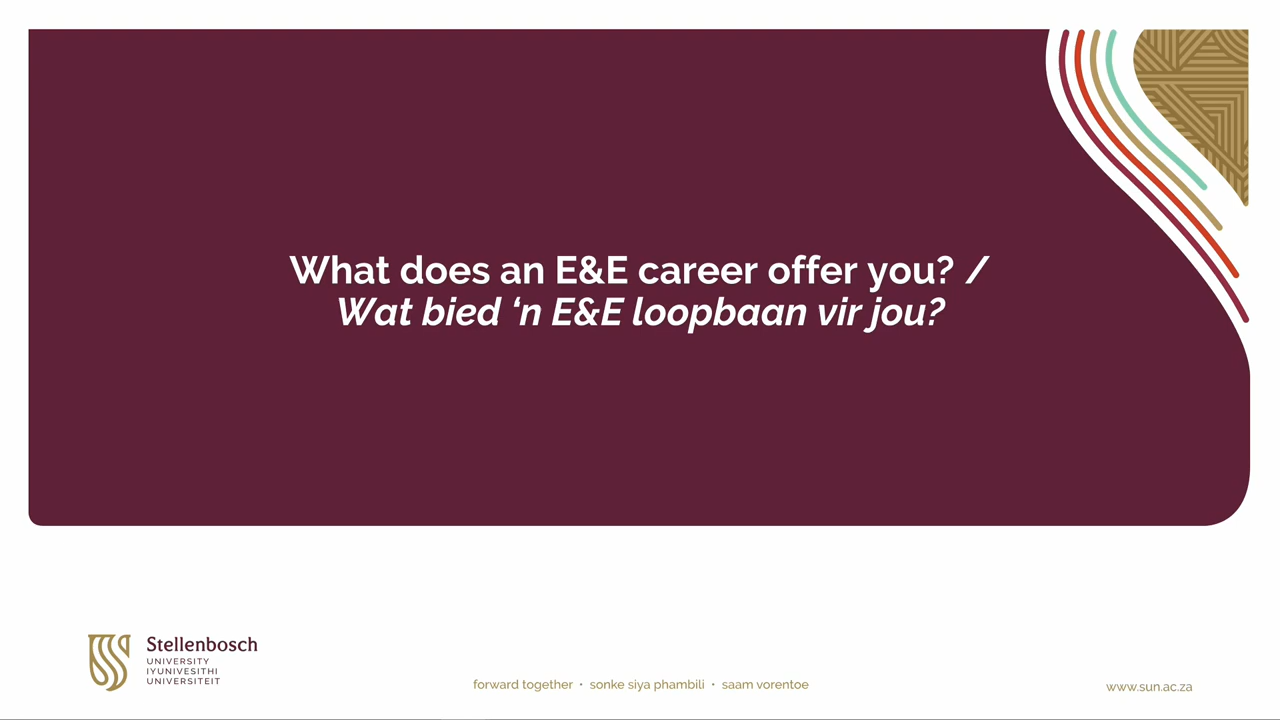 What does an E&E career offer you? /
Wat bied ‘n E&E loopbaan vir jou?
Stellenbosch
UNIVERSITY
IYUNIVESITHI
UNIVERSITEIT
forward together • sonke siya phambili • saam vorentoe
www.sun.ac.za